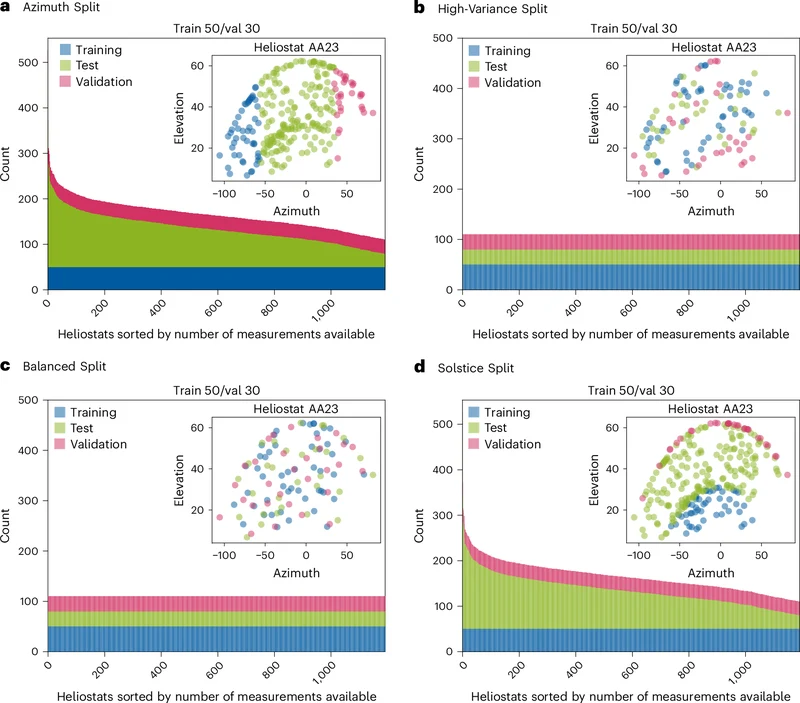 a Azimuth Split
Train 50/val 30
Training
Test
Validation
Heliostat AA23
Elevation
60
40
20
−100
−50
0
50
Azimuth
Count
500
400
300
200
100
0
0
200
400
600
800
1,000
Heliostats sorted by number of measurements available
b High-Variance Split
Train 50/val 30
Training
Test
Validation
Heliostat AA23
Elevation
60
40
20
−100
−50
0
50
Azimuth
Count
500
400
300
200
100
0
0
200
400
600
800
1,000
Heliostats sorted by number of measurements available
c Balanced Split
Train 50/val 30
Training
Test
Validation
Heliostat AA23
Elevation
60
40
20
−100
−50
0
50
Azimuth
Count
500
400
300
200
100
0
0
200
400
600
800
1,000
Heliostats sorted by number of measurements available
d Solstice Split
Train 50/val 30
Training
Test
Validation
Heliostat AA23
Elevation
60
40
20
−100
−50
0
50
Azimuth
Count
500
400
300
200
100
0
0
200
400
600
800
1,000
Heliostats sorted by number of measurements available